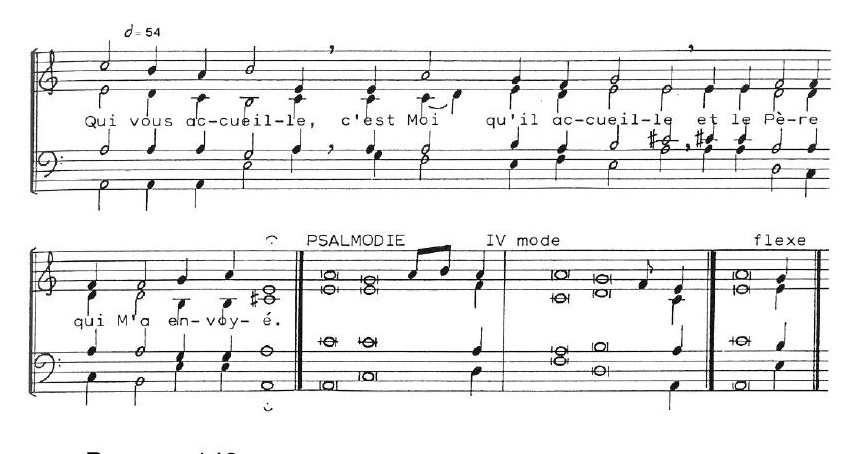 𝅗𝅥 = 54
Qui vous ac-cueil-le, c'est Moi qu'il ac-cueil-le et le Pè-re
PSALMODIE IV mode flexe
qui M'a en-voy- é.